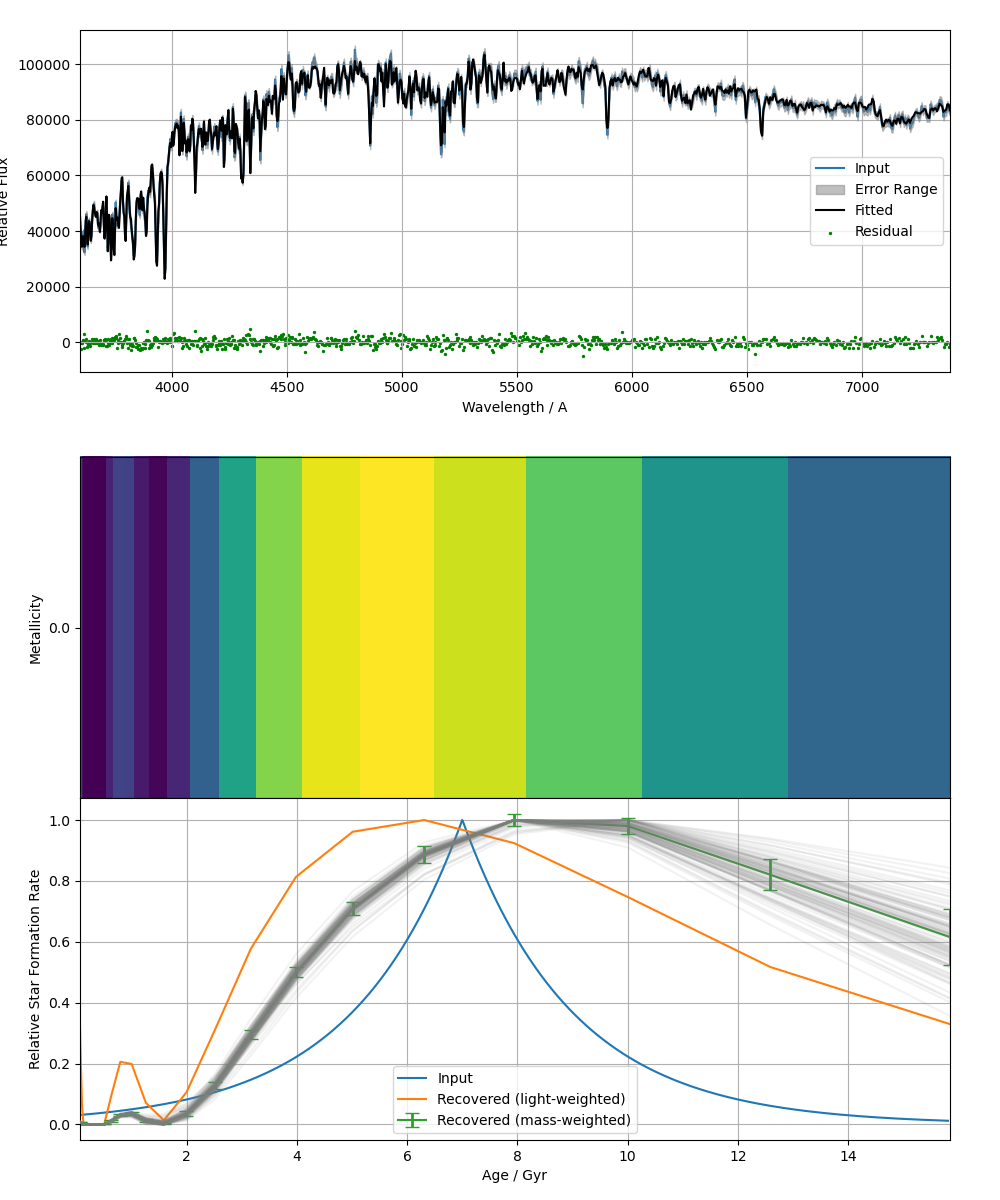 100000
80000
60000
40000
20000
0
Relative Flux
Input
Error Range
Fitted
Residual
4000 4500 5000 5500 6000 6500 7000
Wavelength / A
Metallicity
0.0
1.0
0.8
0.6
0.4
0.2
0.0
Relative Star Formation Rate
Input
Recovered (light-weighted)
Recovered (mass-weighted)
2 4 6 8 10 12 14
Age / Gyr